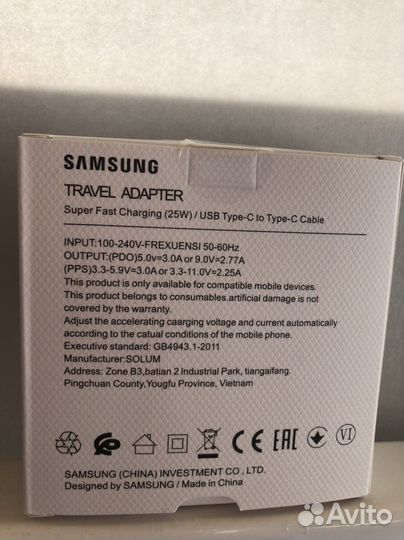 SAMSUNG
TRAVEL ADAPTER
Super Fast Charging (25W) / USB Type-C to Type-C Cable
INPUT:100-240V-FREXUENSI 50-60Hz
OUTPUT:(PDO)5.0v=3.0A or 9.0V=2.77A
(PPS)3.3-5.9V=3.0A or 3.3-11.0V=2.25A
This product is only available for compatible mobile devices.
This product belongs to consumables.artificial damage is not
covered by the warranty.
Adjust the accelerating caarging voltage and current automatically
according to the catual conditions of the mobile phone.
Executive standard: GB4943.1-2011
Manufacturer:SOLUM
Address: Zone B3,batian 2 Industrial Park, tiangaifang.
Pingchuan County,Yougfu Province, Vietnam
CE EAC VI
SAMSUNG (CHINA) INVESTMENT CO , LTD.
Designed by SAMSUNG / Made in China
Avito